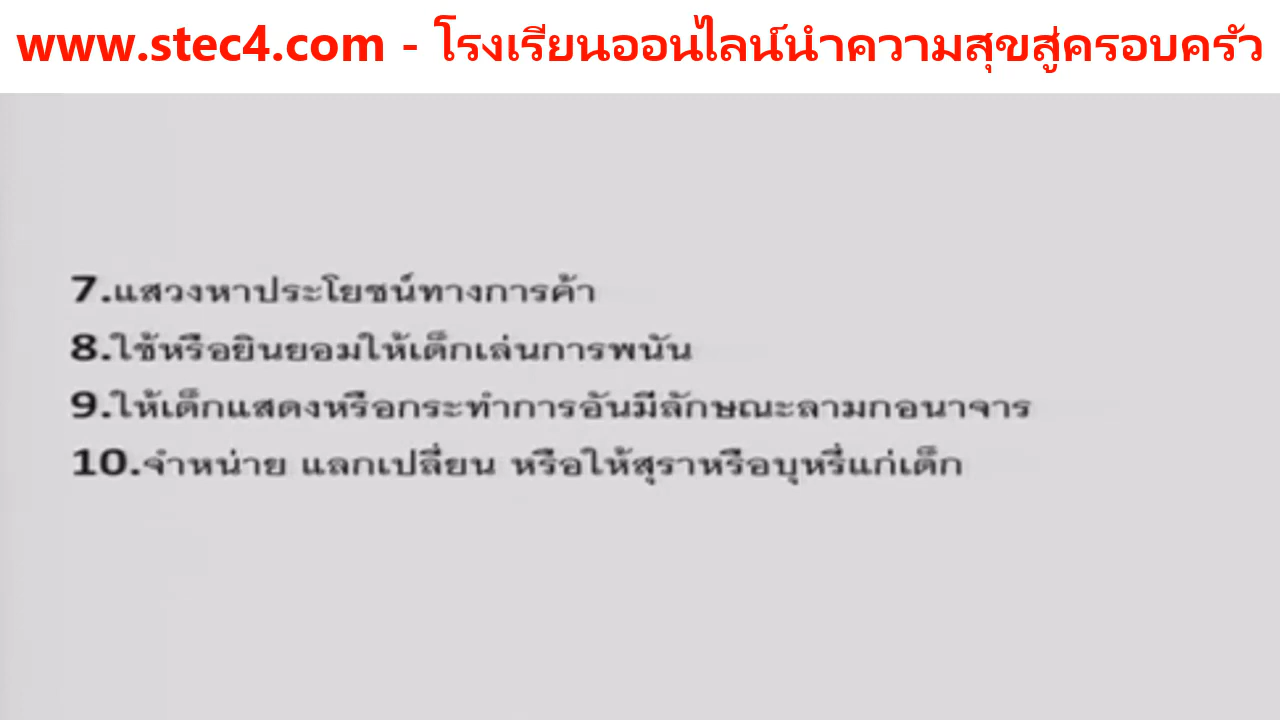 www.stec4.com - โรงเรียนออนไลน์นำความสุขสู่ครอบครัว
7.แสวงหาประโยชน์ทางการค้า
8.ใช้หรือยินยอมให้เด็กเล่นการพนัน
9.ให้เด็กแสดงหรือกระทำการอันมีลักษณะลามกอนาจาร
10.จำหน่าย แลกเปลี่ยน หรือให้สุราหรือบุหรี่แก่เด็ก